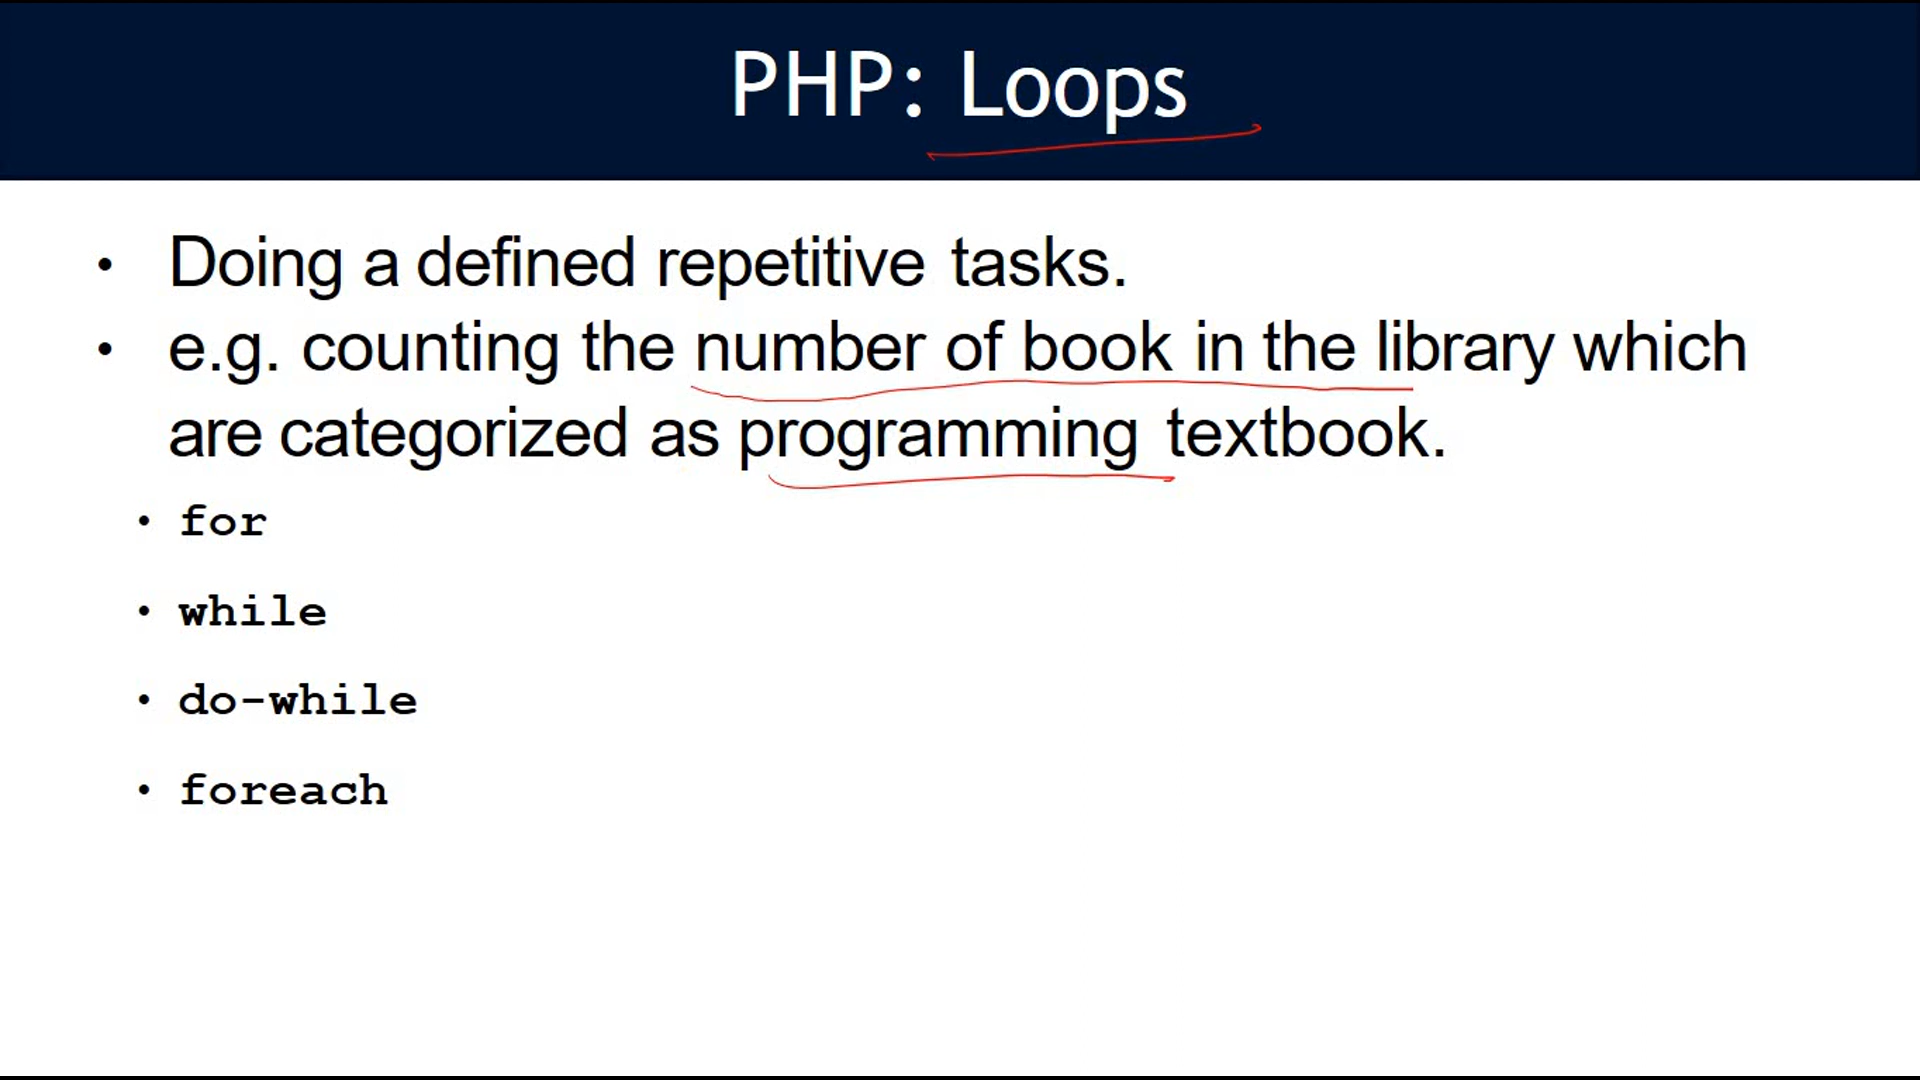 PHP: Loops
• Doing a defined repetitive tasks.
• e.g. counting the number of book in the library which
are categorized as programming textbook.
• for
• while
• do-while
• foreach